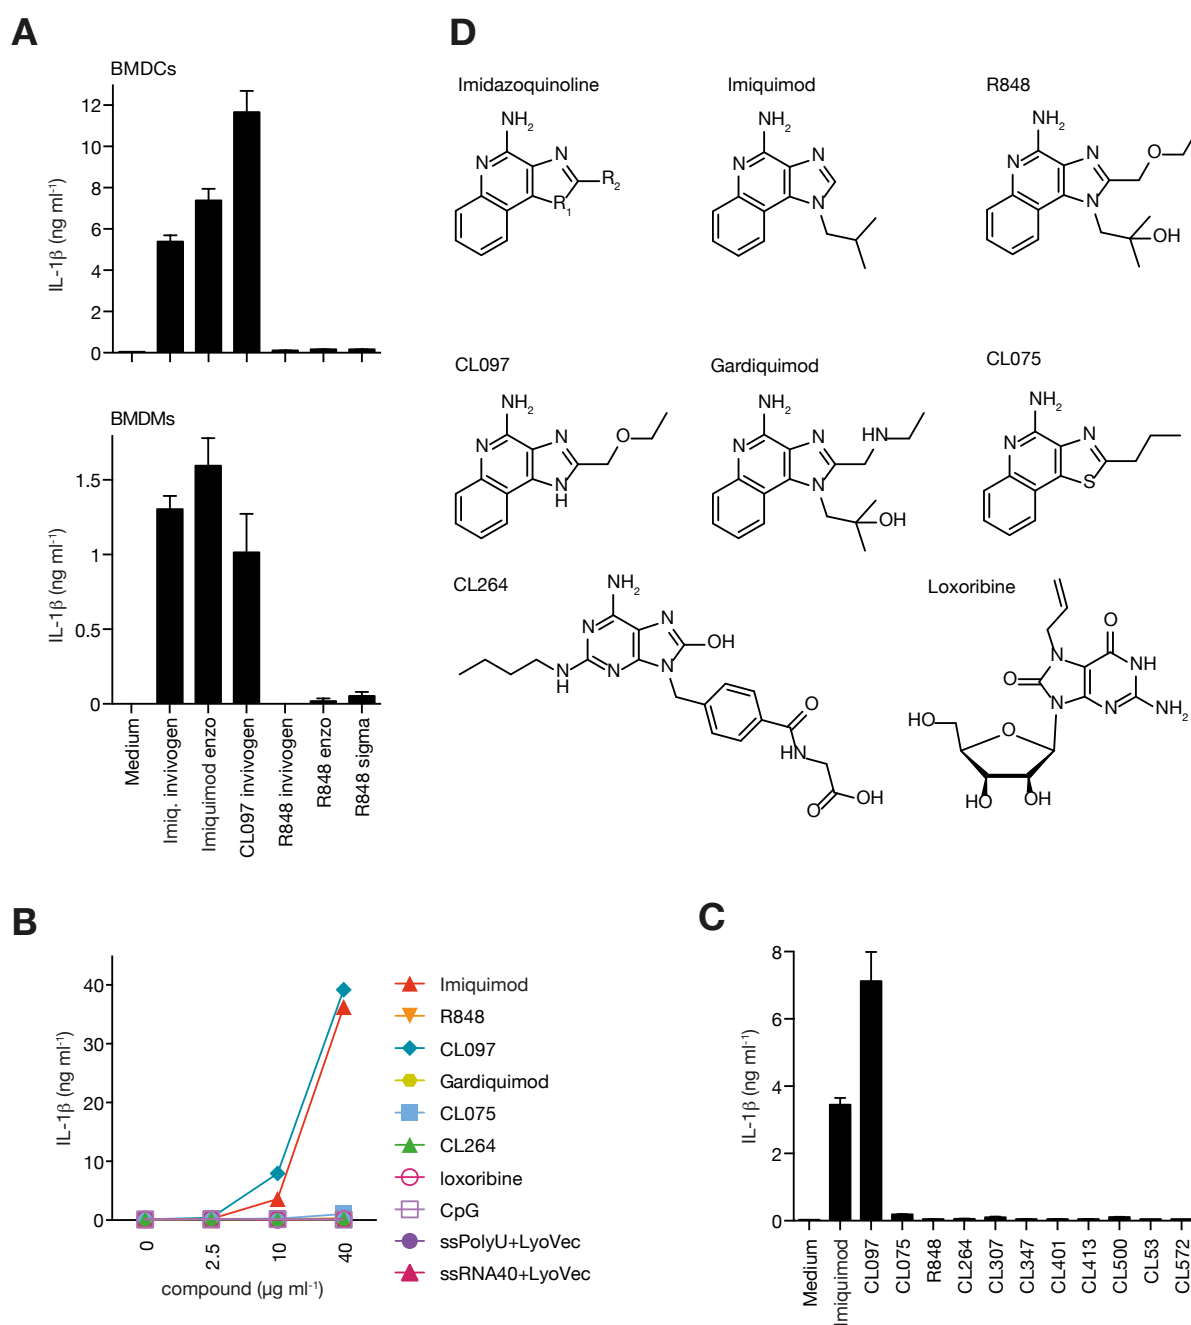 A
BMDCs
IL-1β (ng ml-1)
12
10
8
6
4
2
0
BMDMs
IL-1β (ng ml-1)
1.5
1
0.5
0
Medium
Imiq. invivogen
Imiquimod enzo
CL097 invivogen
R848 invivogen
R848 enzo
R848 sigma
D
Imidazoquinoline
NH2
N
N
R2
R1
Imiquimod
NH2
N
N
N
R848
NH2
N
N
O
N
OH
CL097
NH2
N
N
O
N
H
Gardiquimod
NH2
HN
N
N
N
OH
CL075
NH2
N
N
S
CL264
NH2
N
N
OH
N
H
N
N
O
N
H
O
OH
Loxoribine
O
N
NH
O
N
N
NH2
HO
O
HO
OH
B
IL-1β (ng ml-1)
40
30
20
10
0
0
2.5
10
40
compound (µg ml-1)
Imiquimod
R848
CL097
Gardiquimod
CL075
CL264
loxoribine
CpG
ssPolyU+LyoVec
ssRNA40+LyoVec
C
IL-1β (ng ml-1)
8
6
4
2
0
Medium
Imiquimod
CL097
CL075
R848
CL264
CL307
CL347
CL401
CL413
CL500
CL53
CL572